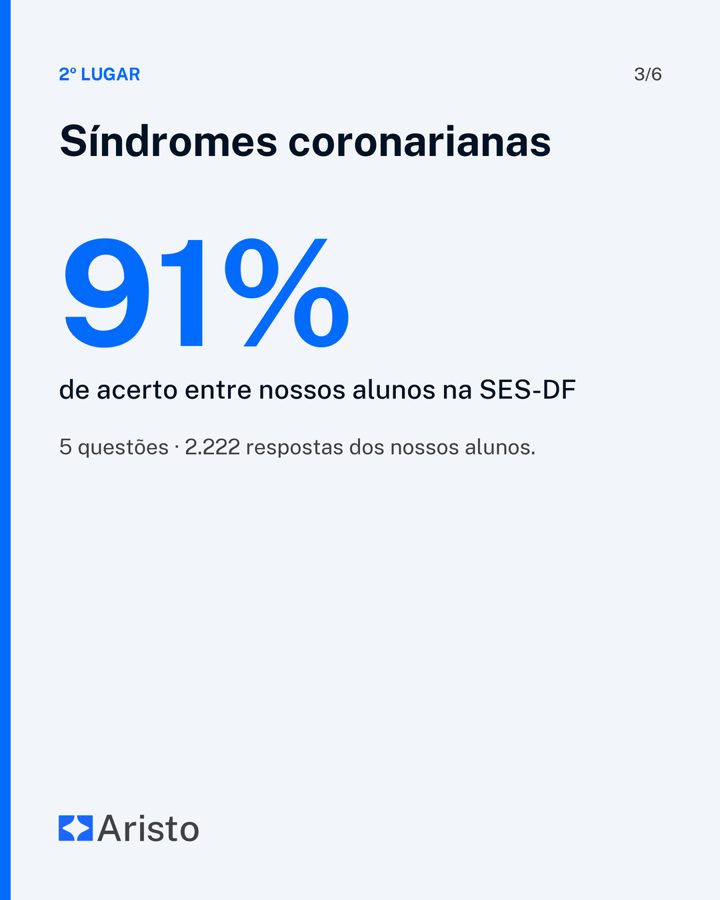 2º LUGAR
3/6
Síndromes coronarianas
91%
de acerto entre nossos alunos na SES-DF
5 questões · 2.222 respostas dos nossos alunos.
Aristo